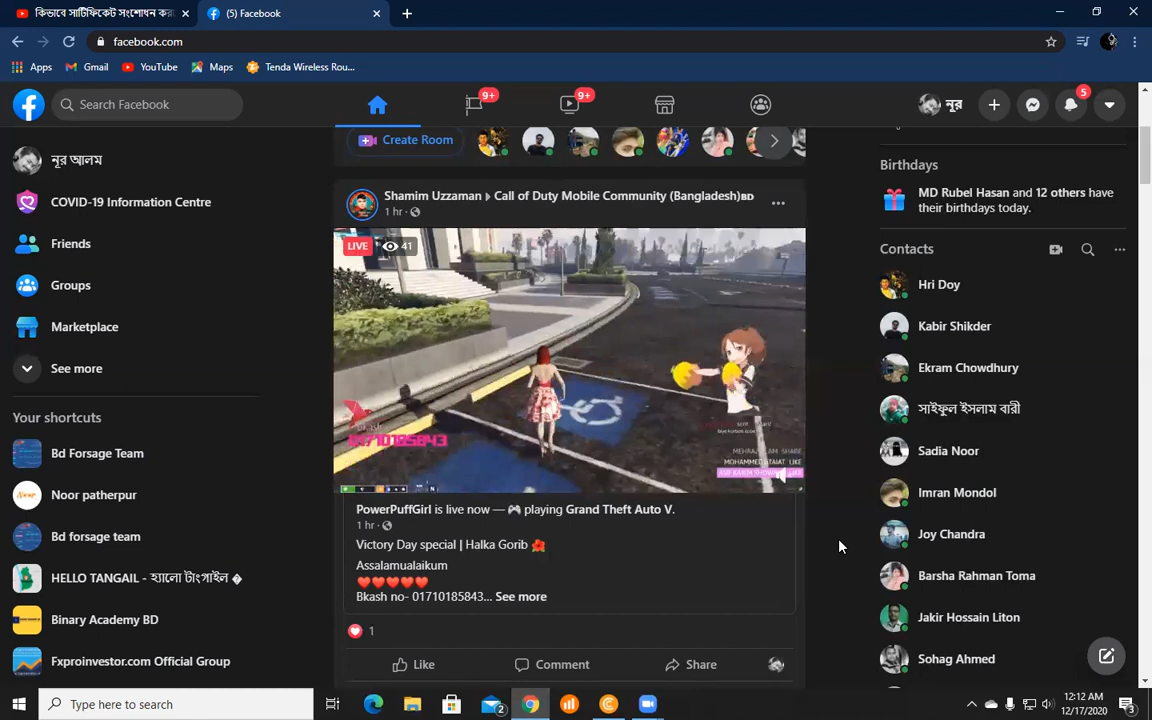 কিভাবে সার্টিফিকেট সংশোধন কর
(5) Facebook
facebook.com
Apps
Gmail
YouTube
Maps
Tenda Wireless Rou...
Search Facebook
9+
9+
নূর
5
নূর আলম
COVID-19 Information Centre
Friends
Groups
Marketplace
See more
Your shortcuts
Bd Forsage Team
Noor patherpur
Bd forsage team
HELLO TANGAIL - হ্যালো টাংগাইল �
Binary Academy BD
Fxproinvestor.com Official Group
Create Room
Shamim Uzzaman
Call of Duty Mobile Community (Bangladesh)BD
1 hr ·
LIVE
41
01710185843
PowerPuffGirl is live now — 🎮 playing Grand Theft Auto V.
1 hr ·
Victory Day special | Halka Gorib 🌺
Assalamualaikum
❤️❤️❤️❤️❤️
Bkash no- 01710185843... See more
1
Like
Comment
Share
Birthdays
MD Rubel Hasan and 12 others have
their birthdays today.
Contacts
Hri Doy
Kabir Shikder
Ekram Chowdhury
সাইফুল ইসলাম বারী
Sadia Noor
Imran Mondol
Joy Chandra
Barsha Rahman Toma
Jakir Hossain Liton
Sohag Ahmed
Type here to search
2
12:12 AM
12/17/2020
3